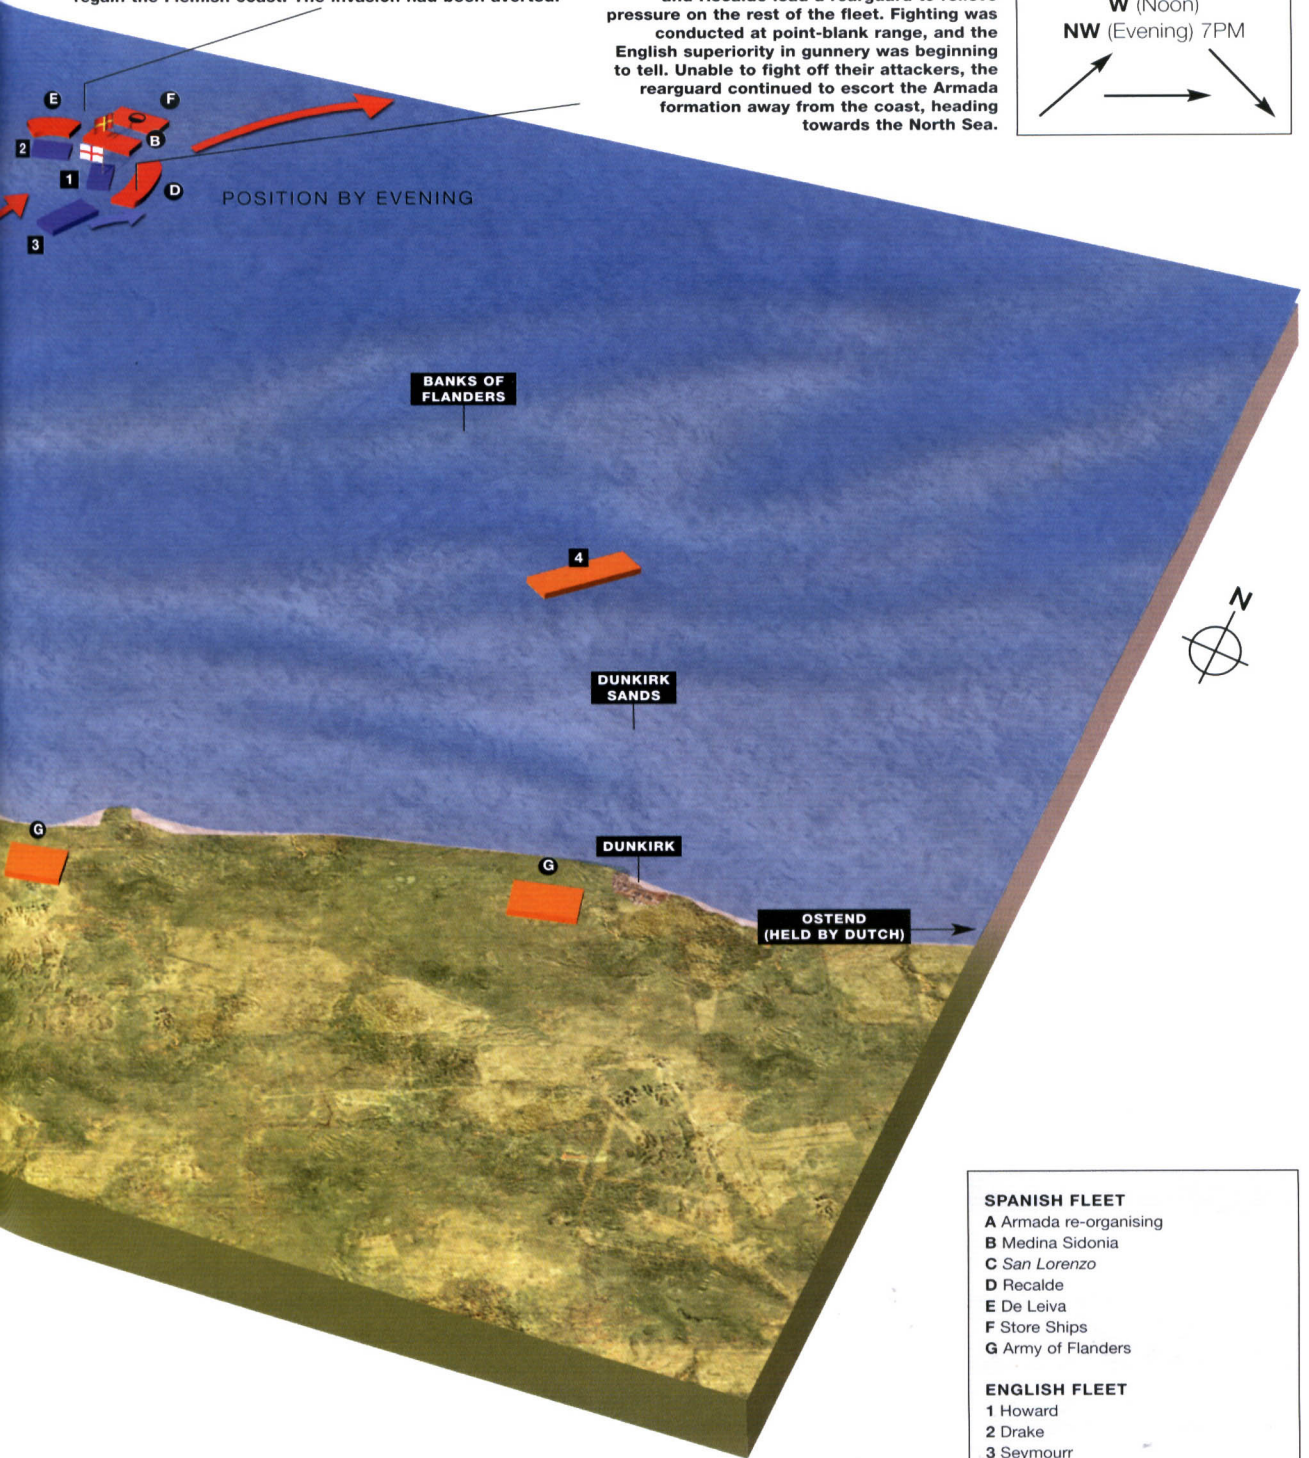 regain the Flemish coast. The invasion had been averted.
and Recalde lead a rearguard to relieve
pressure on the rest of the fleet. Fighting was
conducted at point-blank range, and the
English superiority in gunnery was beginning
to tell. Unable to fight off their attackers, the
rearguard continued to escort the Armada
formation away from the coast, heading
towards the North Sea.
W (Noon)
NW (Evening) 7PM
E
F
2
B
1
D
3
POSITION BY EVENING
BANKS OF
FLANDERS
4
N
DUNKIRK
SANDS
G
DUNKIRK
G
OSTEND
(HELD BY DUTCH)
SPANISH FLEET
A Armada re-organising
B Medina Sidonia
C San Lorenzo
D Recalde
E De Leiva
F Store Ships
G Army of Flanders
ENGLISH FLEET
1 Howard
2 Drake
3 Seymourr